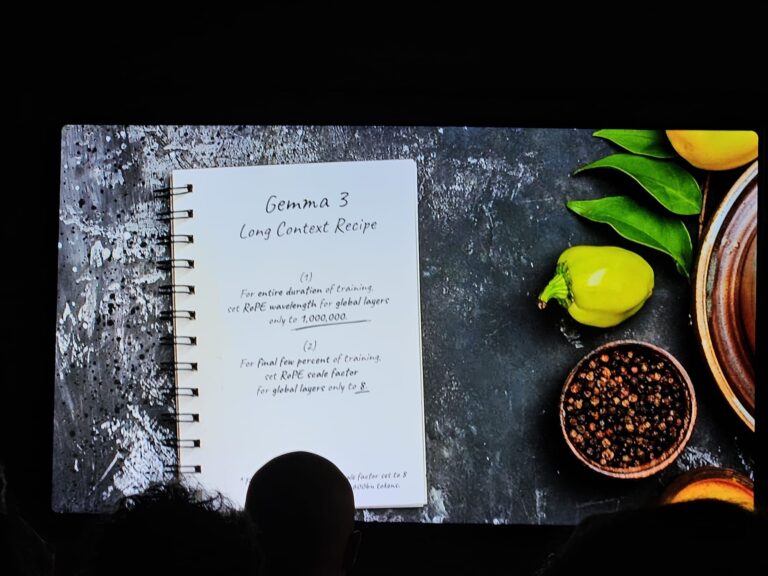 Gemma 3
Long Context Recipe
(1)
For entire duration of training,
set RoPE wavelength for global layers
only to 1,000,000.
(2)
For final few percent of training,
set RoPE scale factor
for global layers only to 8.
scale factor set to 8
tokens.